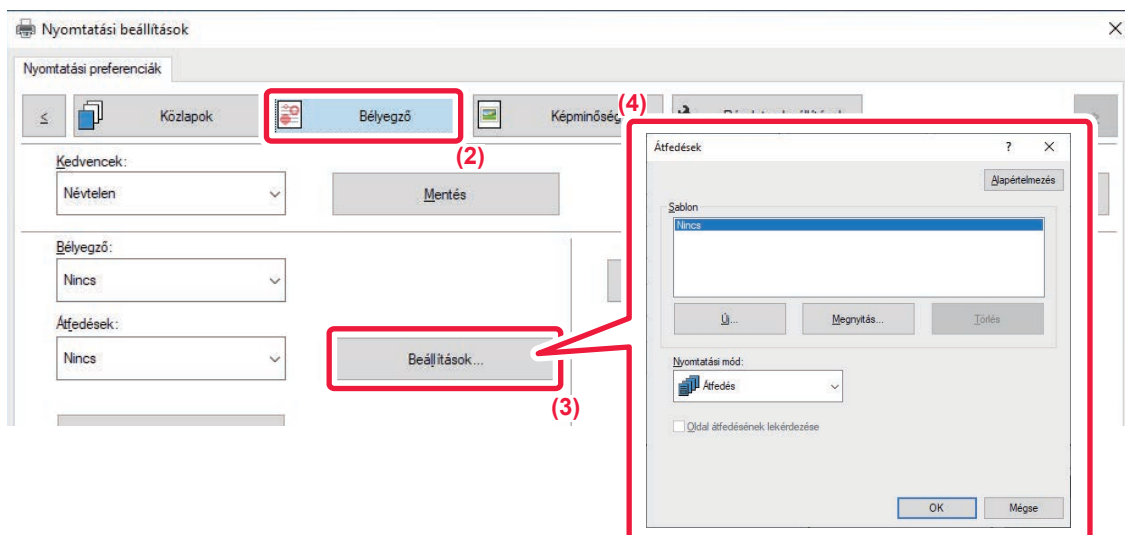 Nyomtatási beállítások
Nyomtatási preferenciák
<
Közlapok
Bélyegző
Képminőség
(4)
(2)
Kedvencek:
Névtelen
Mentés
Bélyegző:
Nincs
Átfedések:
Nincs
Beállítások...
(3)
Átfedések
?
Alapértelmezés
Sablon
Nincs
Új...
Megnyitás...
Törlés
Nyomtatási mód:
Átfedés
Oldal átfedésének lekérdezése
OK
Mégse